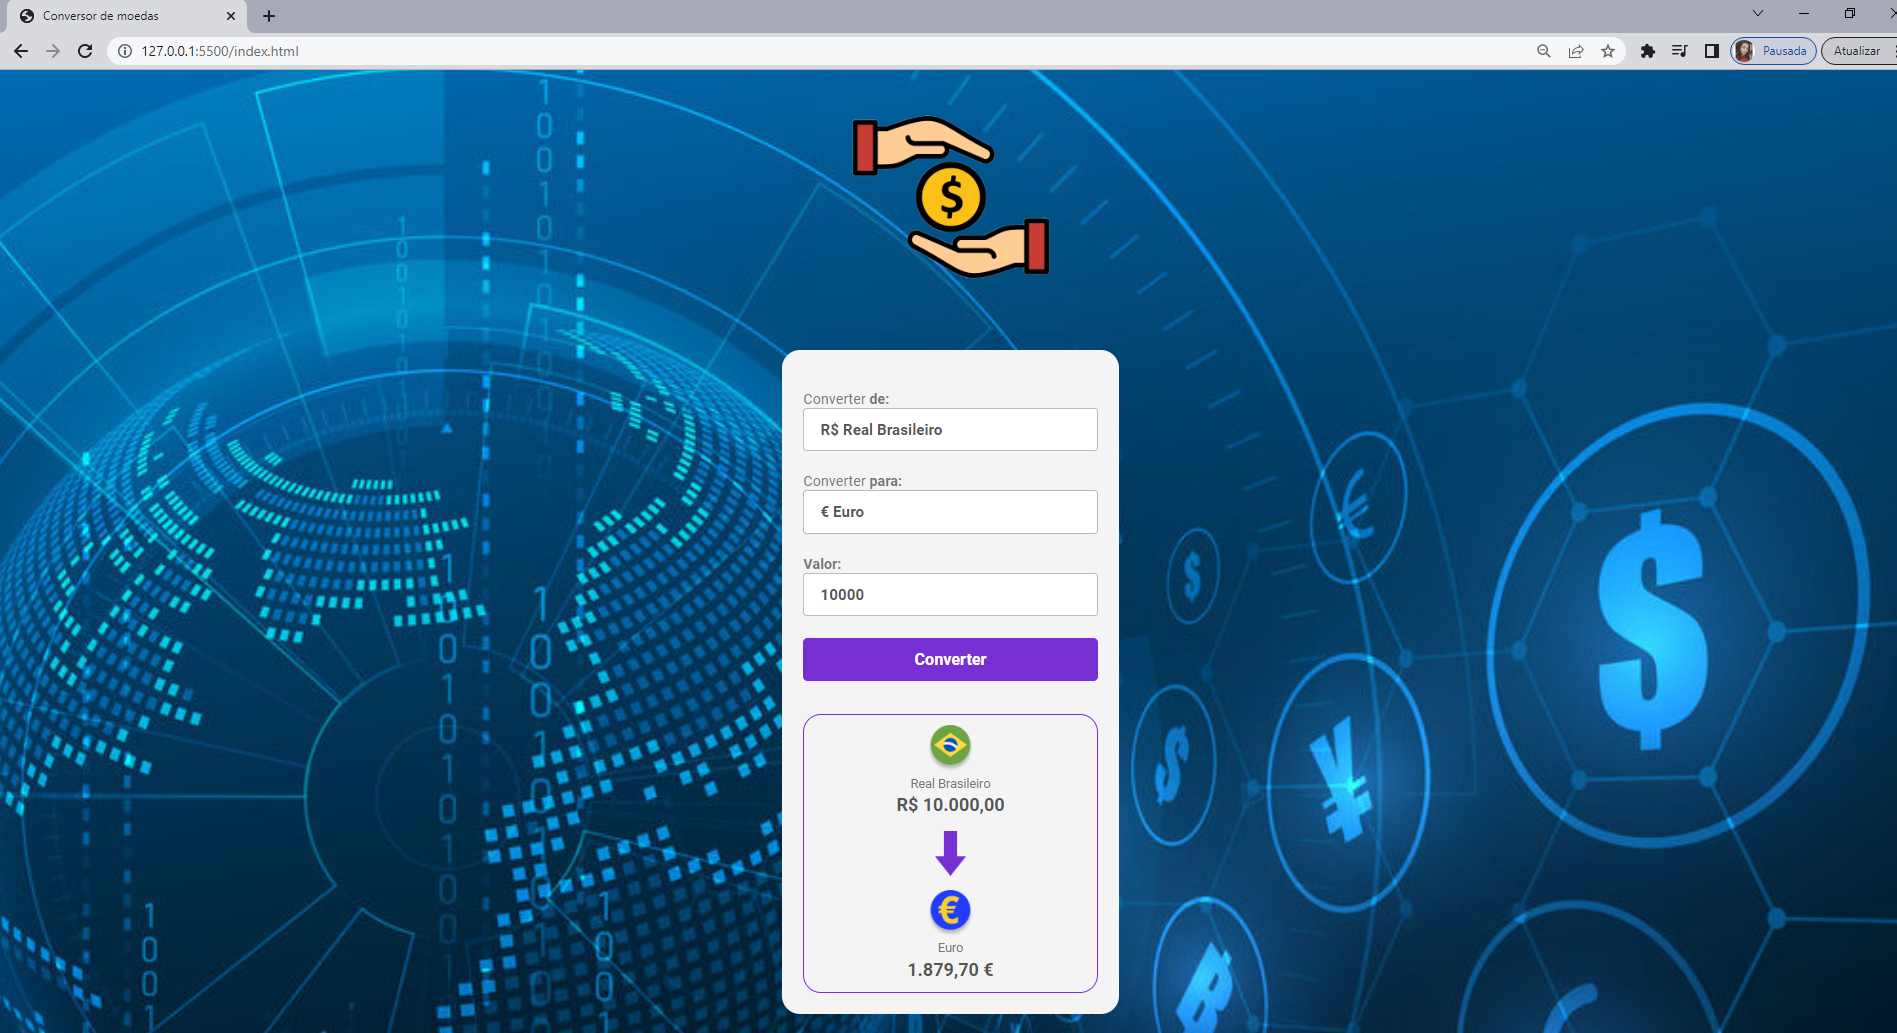 Conversor de moedas
127.0.0.1:5500/index.html
Pausada
Atualizar
$
Converter de:
R$ Real Brasileiro
Converter para:
€ Euro
Valor:
10000
Converter
Real Brasileiro
R$ 10.000,00
€
Euro
1.879,70 €
€
$
$
$
¥